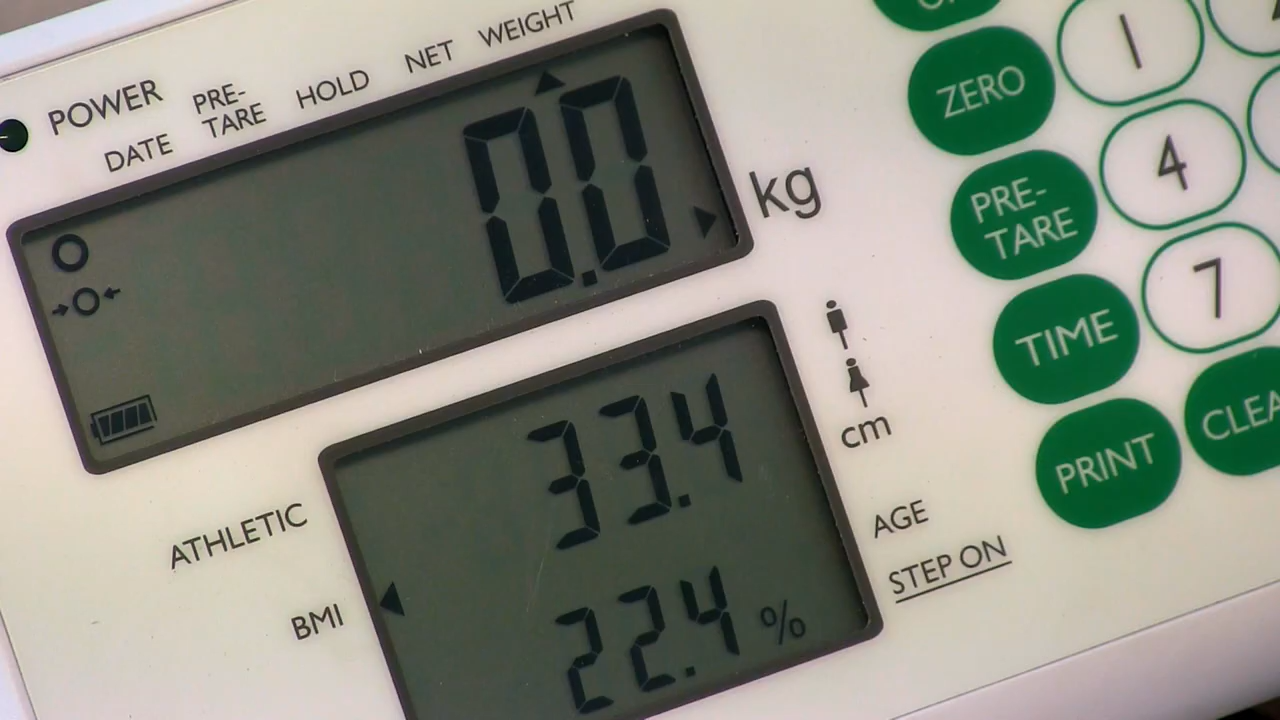 POWER
DATE
PRE-
TARE
HOLD
NET
WEIGHT
0.0
kg
33.4
22.4 %
ATHLETIC
BMI
cm
AGE
STEP ON
ZERO
1
PRE-
TARE
4
TIME
7
PRINT
CLEA